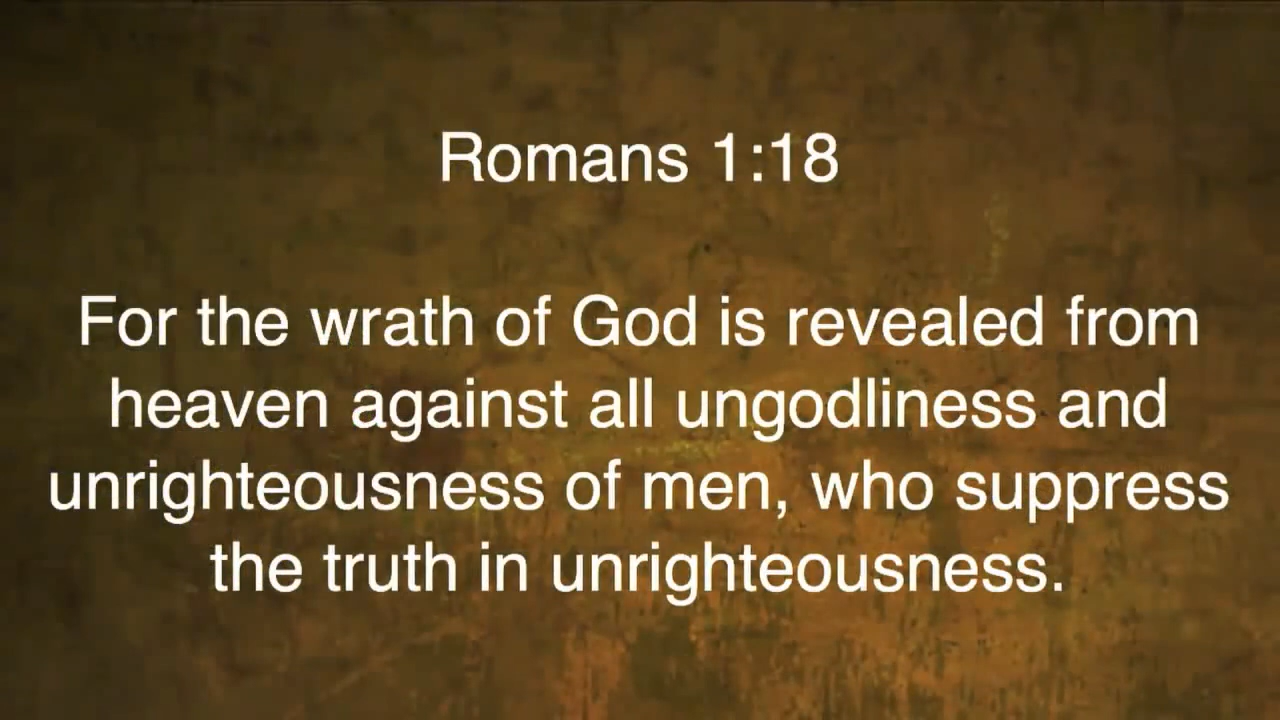 Romans 1:18
For the wrath of God is revealed from
heaven against all ungodliness and
unrighteousness of men, who suppress
the truth in unrighteousness.